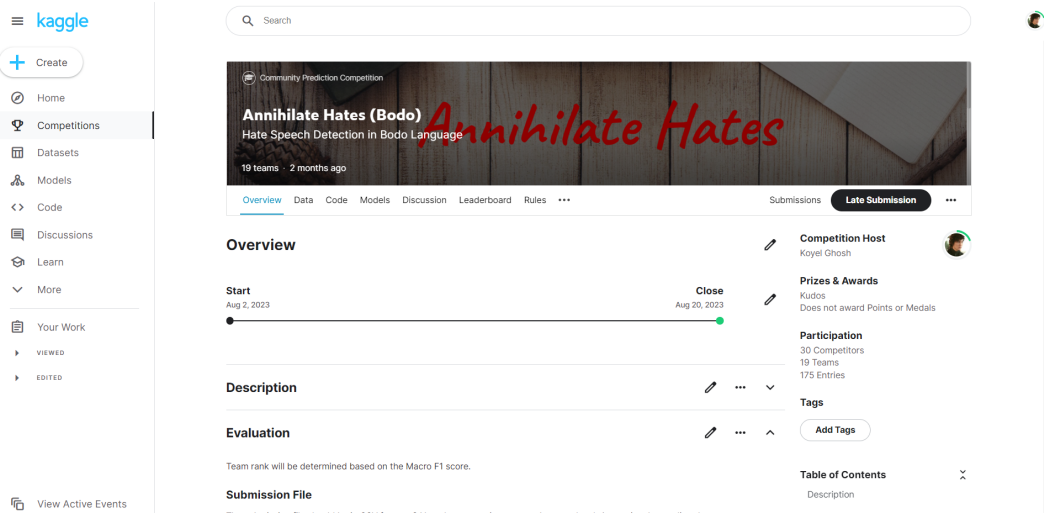 kaggle
Search
Create
Home
Competitions
Datasets
Models
Code
Discussions
Learn
More
Your Work
VIEWED
EDITED
View Active Events
Community Prediction Competition
Annihilate Hates (Bodo)
Hate Speech Detection in Bodo Language
Annihilate Hates
19 teams · 2 months ago
Overview Data Code Models Discussion Leaderboard Rules ••• Submissions Late Submission •••
Overview
Start Close
Aug 2, 2023 Aug 20, 2023
Description
Evaluation
Team rank will be determined based on the Macro F1 score.
Submission File
Competition Host
Koyel Ghosh
Prizes & Awards
Kudos
Does not award Points or Medals
Participation
30 Competitors
19 Teams
175 Entries
Tags
Add Tags
Table of Contents
Description